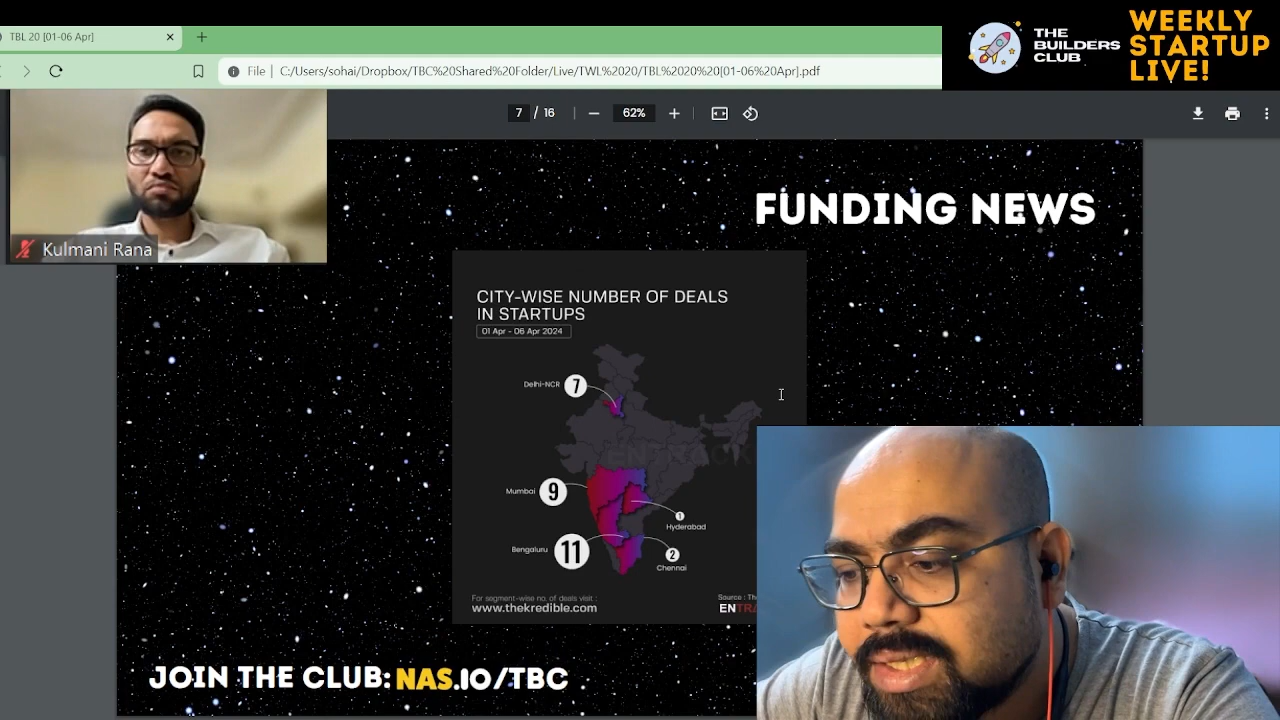 TBL 20 [01-06 Apr]
THE
BUILDERS
CLUB
WEEKLY
STARTUP
LIVE!
File | C:/Users/sohai/Dropbox/TBC%20Shared%20Folder/Live/TWL%2020/TBL%2020%20[01-06%20Apr].pdf
7 / 16
62%
Kulmani Rana
FUNDING NEWS
CITY-WISE NUMBER OF DEALS
IN STARTUPS
01 Apr - 06 Apr 2024
Delhi-NCR 7
Mumbai 9
1
Hyderabad
Bengaluru 11
2
Chennai
For segment-wise no. of deals visit :
www.thekredible.com
Source :
JOIN THE CLUB: NAS.IO/TBC